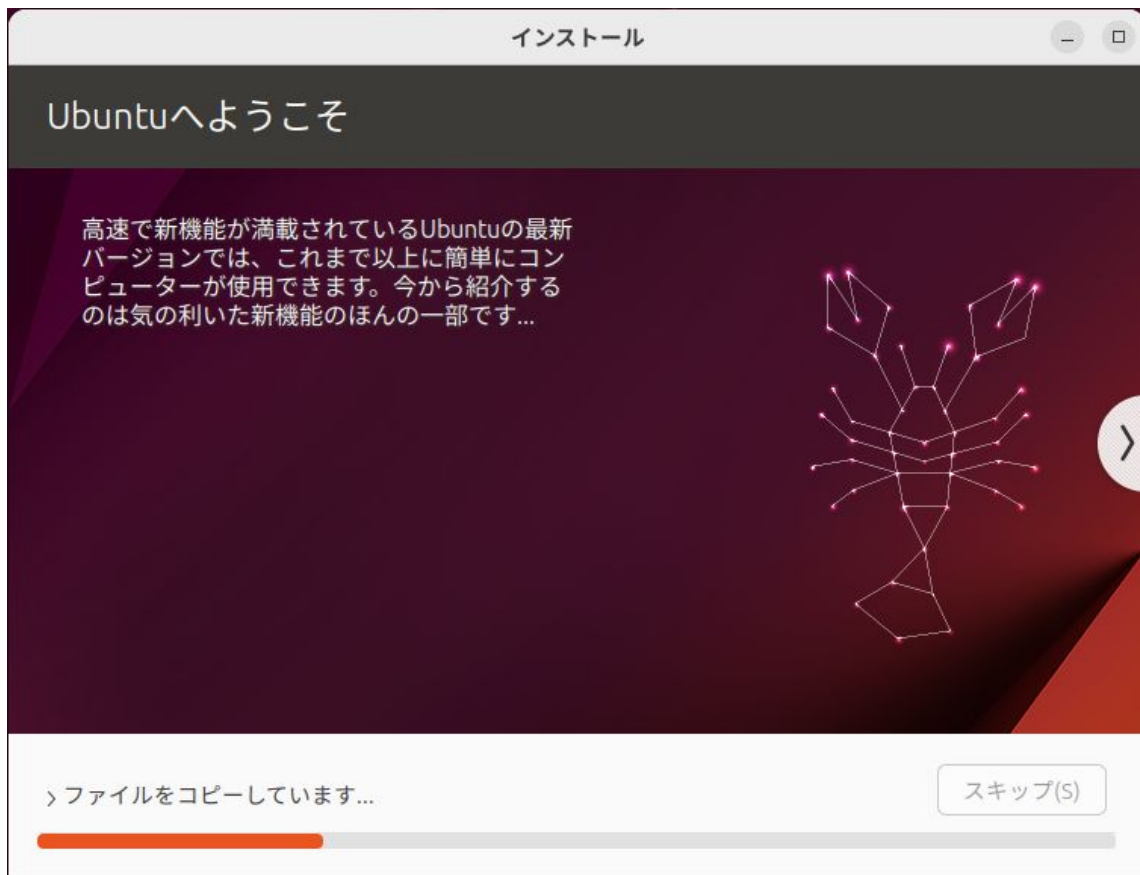 インストール
Ubuntuへようこそ
高速で新機能が満載されているUbuntuの最新
バージョンでは、これまで以上に簡単にコン
ピューターが使用できます。今から紹介する
のは気の利いた新機能のほんの一部です...
ファイルをコピーしています...
スキップ(S)